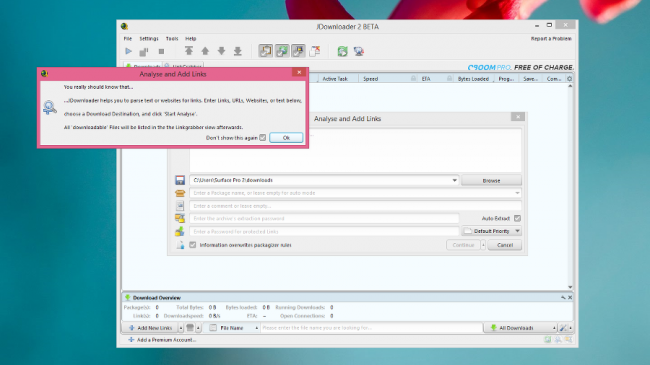 JDownloader 2 BETA
File Settings Tools Help
Report a Problem
Downloads LinkGrabber
CBOOM PRO, FREE OF CHARGE.
Active Task Speed ETA Bytes Loaded Prog... Save... Com...
Analyse and Add Links
You really should know that...
...JDownloader helps you to parse text or websites for links. Enter Links, URLs, Websites, or text below,
choose a Download Destination, and click 'Start Analyse'.
All 'downloadable' Files will be listed in the the Linkgrabber view afterwards.
Don't show this again
Ok
Analyse and Add Links
C:\Users\Surface Pro 2\downloads
Browse
Enter a Package name, or leave empty for auto mode
Enter a comment or leave empty...
Enter the archive's extraction password
Auto Extract
Enter a Password for protected links
Default Priority
Information overwrites packagizer rules
Continue
Cancel
Download Overview
Package(s): 0 Total Bytes: 0 B Bytes loaded: 0 B Running Downloads: 0
Link(s): 0 Downloadspeed: 0 B/s ETA: ~ Open Connections: 0
Add New Links
File Name
Please enter the file name you are looking for...
All Downloads
Add a Premium Account...